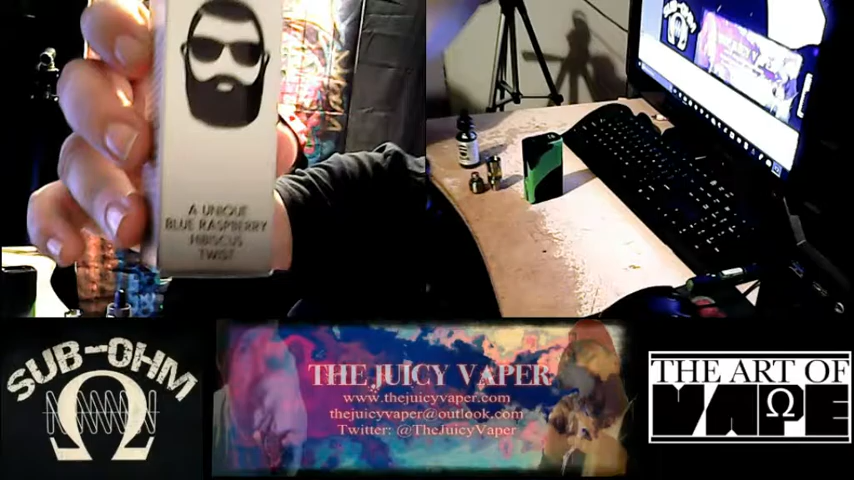 A UNIQUE
BLUE RASPBERRY
HIBISCUS
TWIST
SUB-OHM
Ω
THE JUICY VAPER
www.thejuicyvaper.com
thejuicyvaper@outlook.com
Twitter: @TheJuicyVaper
THE ART OF
VAPE
Ω